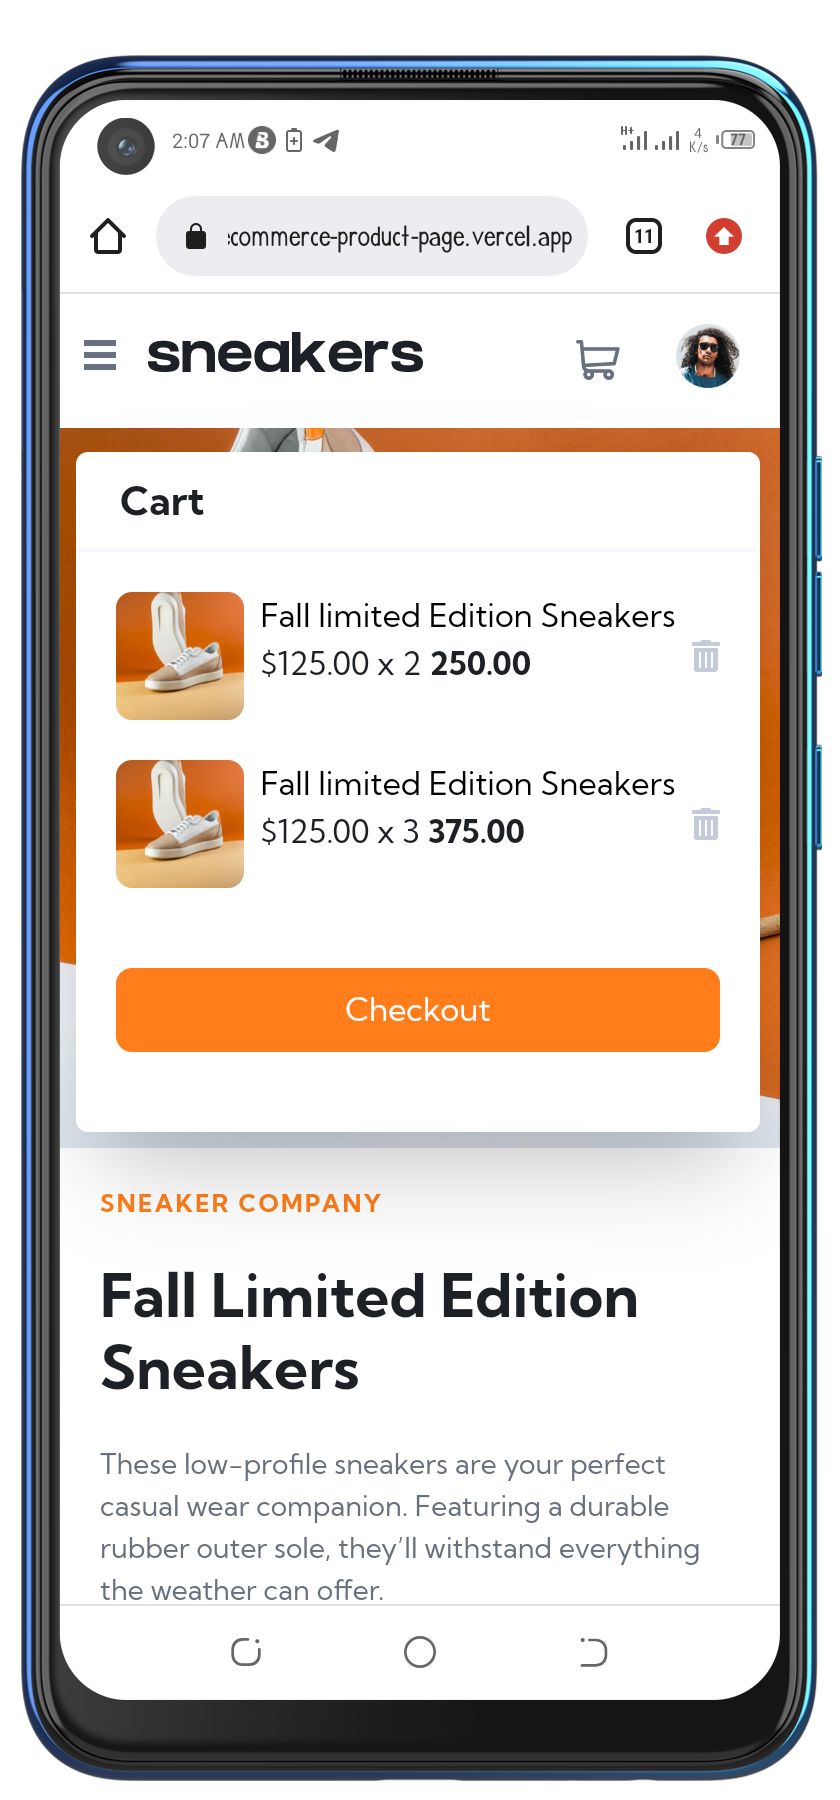 2:07 AM
H+
4
K/s
77
commerce-product-page.vercel.app
11
sneakers
Cart
Fall limited Edition Sneakers
$125.00 x 2 250.00
Fall limited Edition Sneakers
$125.00 x 3 375.00
Checkout
SNEAKER COMPANY
Fall Limited Edition
Sneakers
These low-profile sneakers are your perfect
casual wear companion. Featuring a durable
rubber outer sole, they’ll withstand everything
the weather can offer.